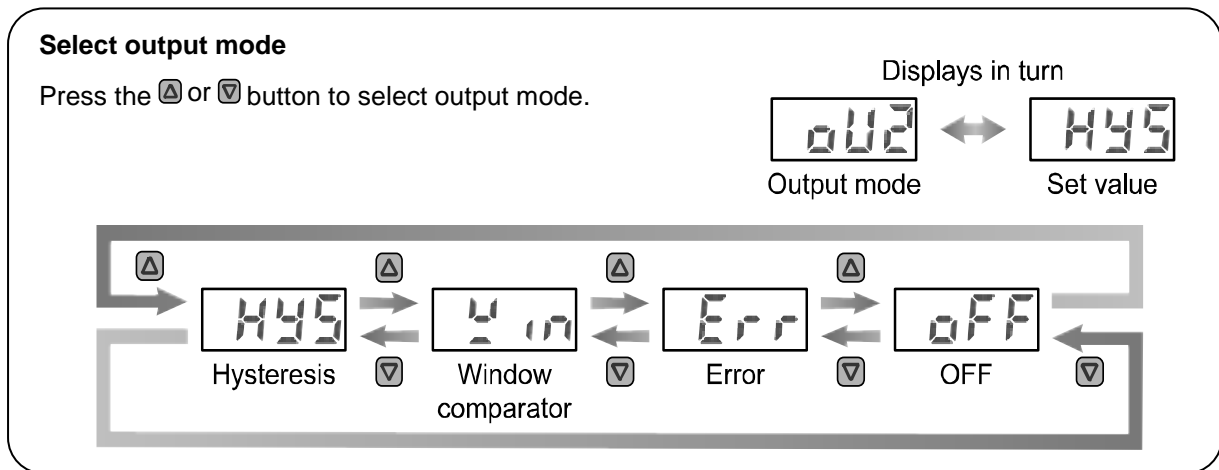 Select output mode
Press the △ or ▽ button to select output mode.
Displays in turn
oU2
HYS
Output mode
Set value
HYS
Win
Err
oFF
Hysteresis
Window
comparator
Error
OFF